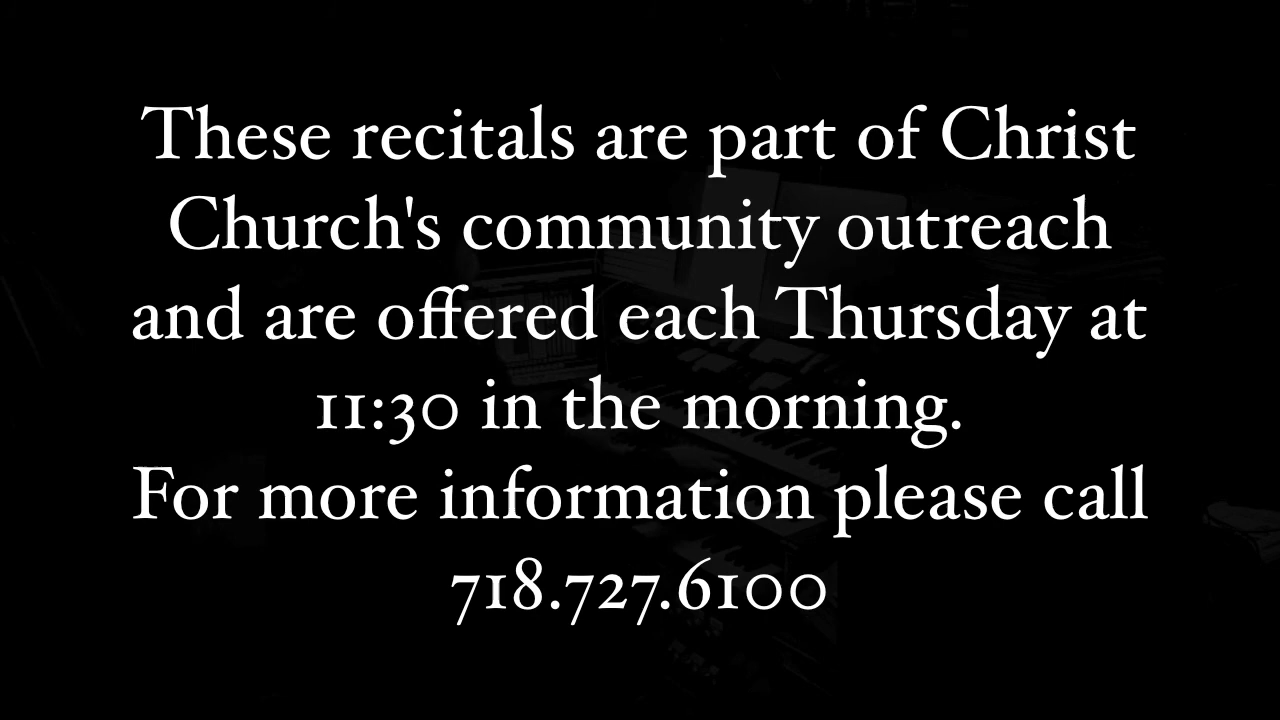 These recitals are part of Christ
Church's community outreach
and are offered each Thursday at
11:30 in the morning.
For more information please call
718.727.6100